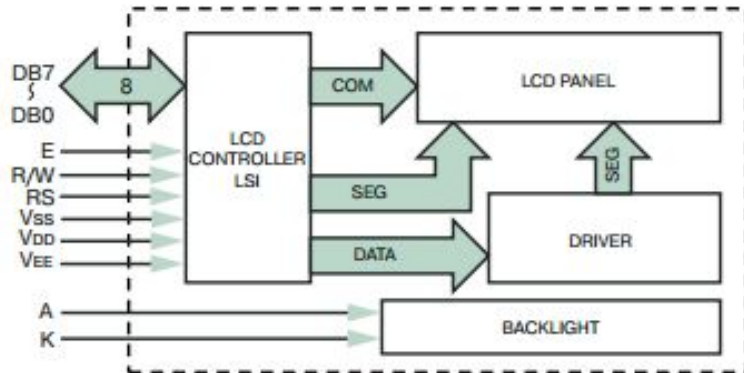 DB7
DB0
8
E
R/W
RS
VSS
VDD
VEE
A
K
LCD
CONTROLLER
LSI
COM
SEG
DATA
LCD PANEL
SEG
DRIVER
BACKLIGHT